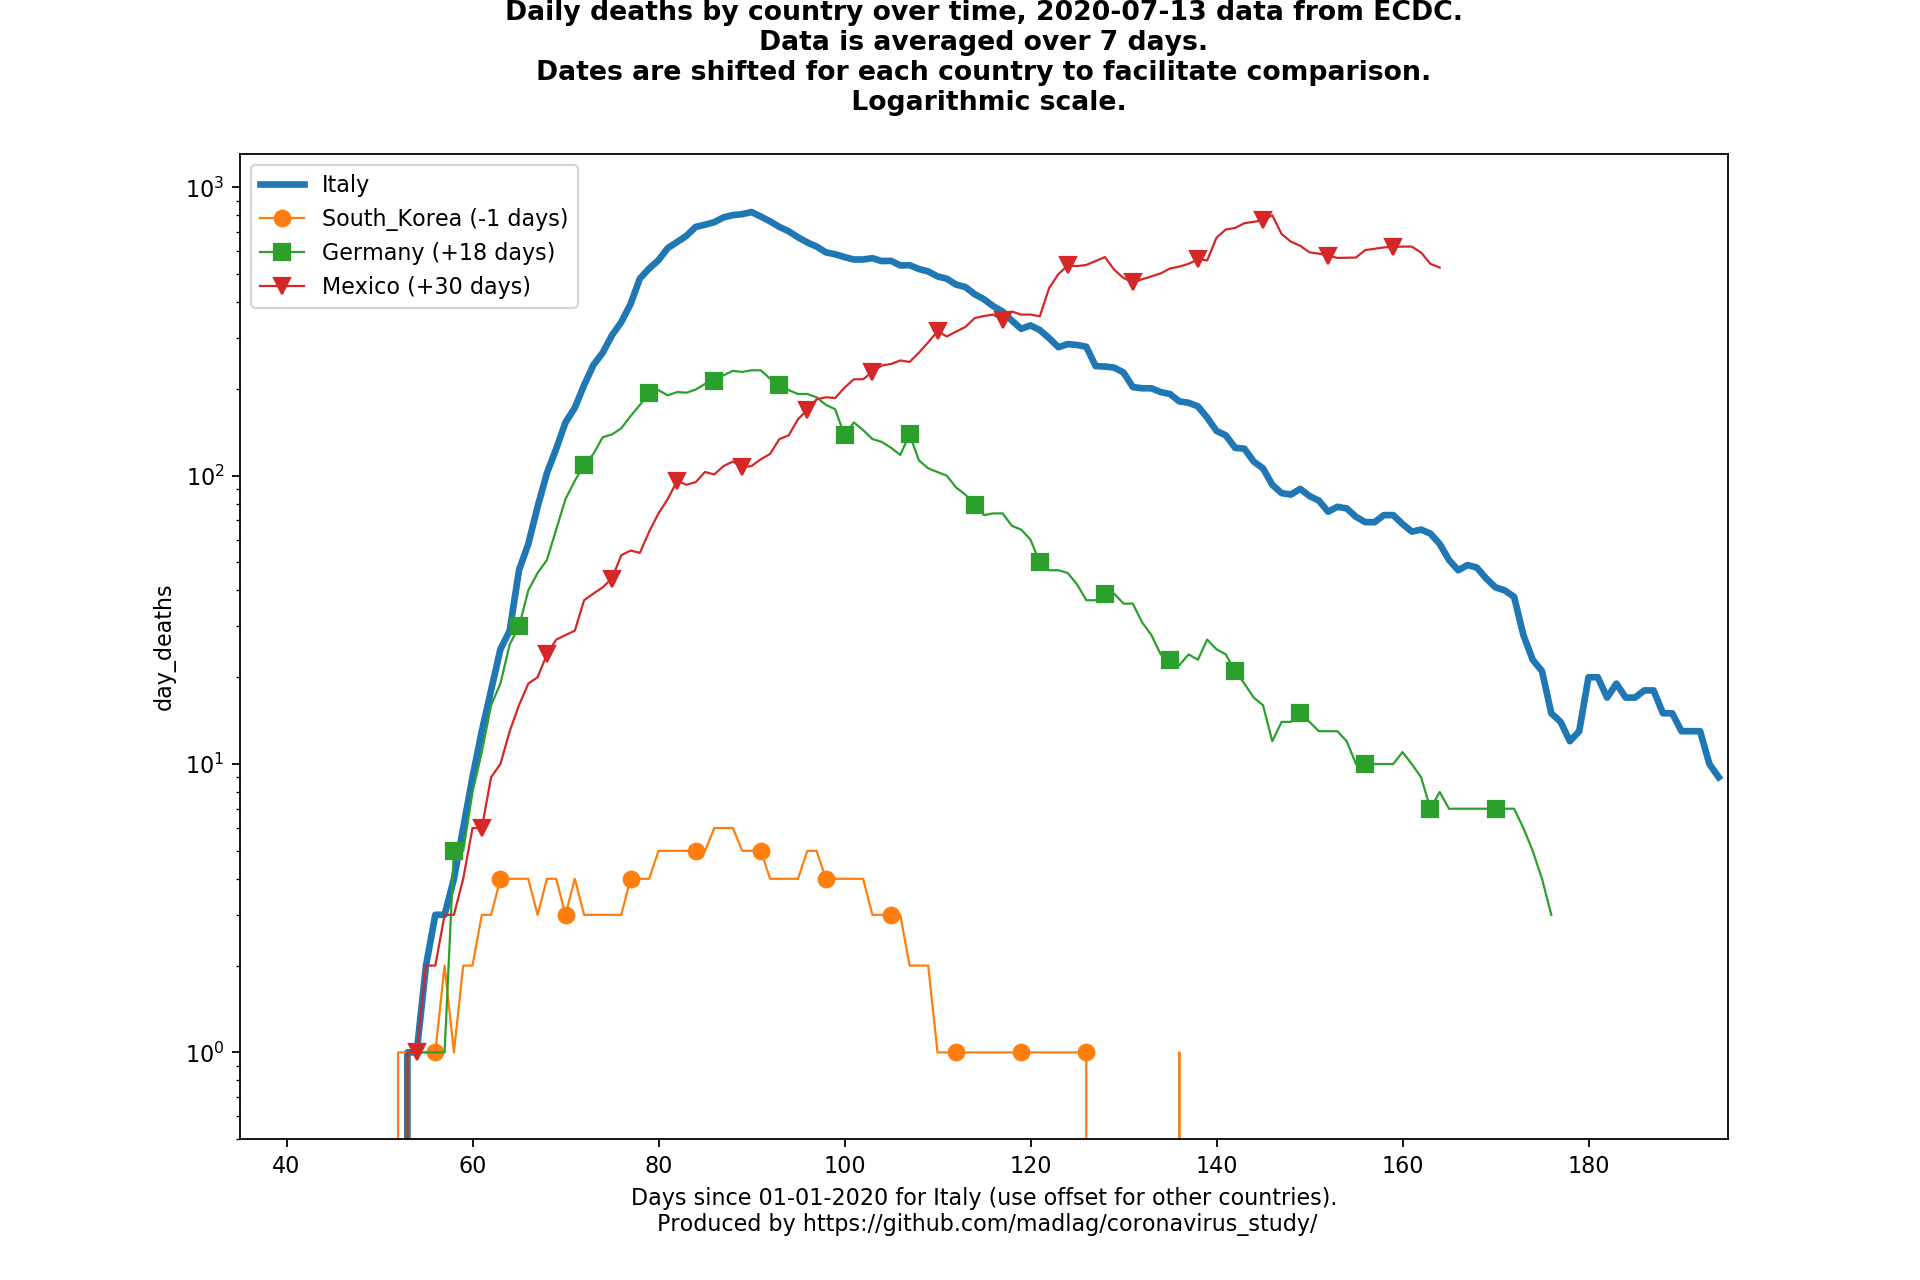 Daily deaths by country over time, 2020-07-13 data from ECDC.
Data is averaged over 7 days.
Dates are shifted for each country to facilitate comparison.
Logarithmic scale.
Italy
South_Korea (-1 days)
Germany (+18 days)
Mexico (+30 days)
10³
10²
10¹
10⁰
day_deaths
40 60 80 100 120 140 160 180
Days since 01-01-2020 for Italy (use offset for other countries).
Produced by https://github.com/madlag/coronavirus_study/